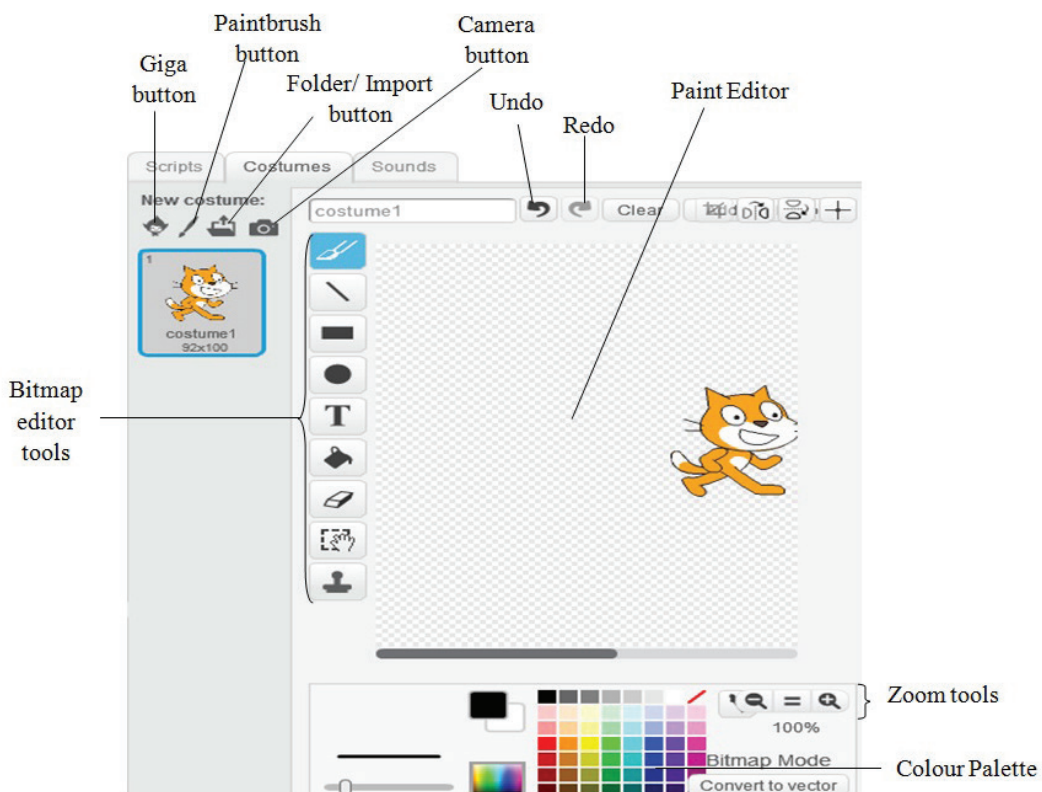 Paintbrush
button
Camera
button
Giga
button
Folder/ Import
button
Undo
Redo
Paint Editor
Scripts
Costumes
Sounds
New costume:
costume1
Clear
1
costume1
92x100
Bitmap
editor
tools
T
Zoom tools
100%
Bitmap Mode
Colour Palette
Convert to vector